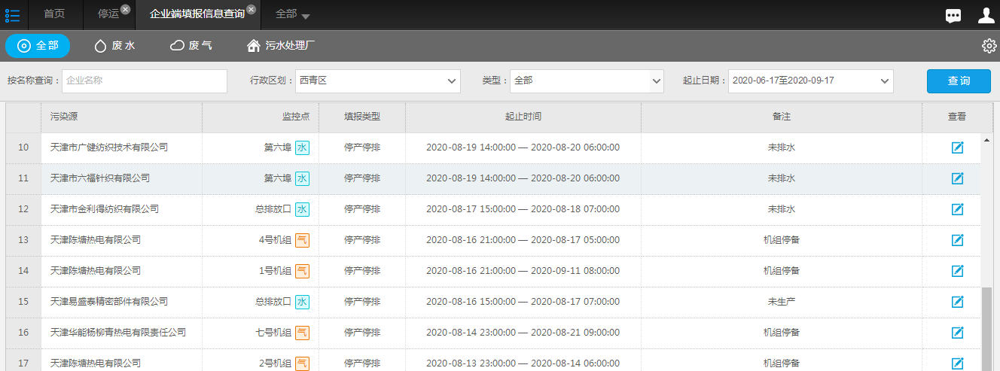 首页 停运 企业端填报信息查询 全部
全部 废水 废气 污水处理厂
按名称查询： 企业名称 行政区划： 西青区 类型： 全部 起止日期： 2020-06-17至2020-09-17 查询
污染源 监控点 填报类型 起止时间 备注 查看
10 天津市广健纺织技术有限公司 第六埠 水 停产停排 2020-08-19 14:00:00 — 2020-08-20 06:00:00 未排水
11 天津市六福针织有限公司 第六埠 水 停产停排 2020-08-19 14:00:00 — 2020-08-20 06:00:00 未排水
12 天津市金利得纺织有限公司 总排放口 水 停产停排 2020-08-17 15:00:00 — 2020-08-18 07:00:00 未排水
13 天津陈塘热电有限公司 4号机组 气 停产停排 2020-08-16 21:00:00 — 2020-08-17 05:00:00 机组停备
14 天津陈塘热电有限公司 1号机组 气 停产停排 2020-08-16 21:00:00 — 2020-09-11 08:00:00 机组停备
15 天津易盛泰精密部件有限公司 总排放口 水 停产停排 2020-08-16 15:00:00 — 2020-08-17 07:00:00 未生产
16 天津华能杨柳青热电有限责任公司 七号机组 气 停产停排 2020-08-14 23:00:00 — 2020-08-21 09:00:00 机组停备
17 天津陈塘热电有限公司 2号机组 气 停产停排 2020-08-13 23:00:00 — 2020-08-14 06:00:00 机组停备